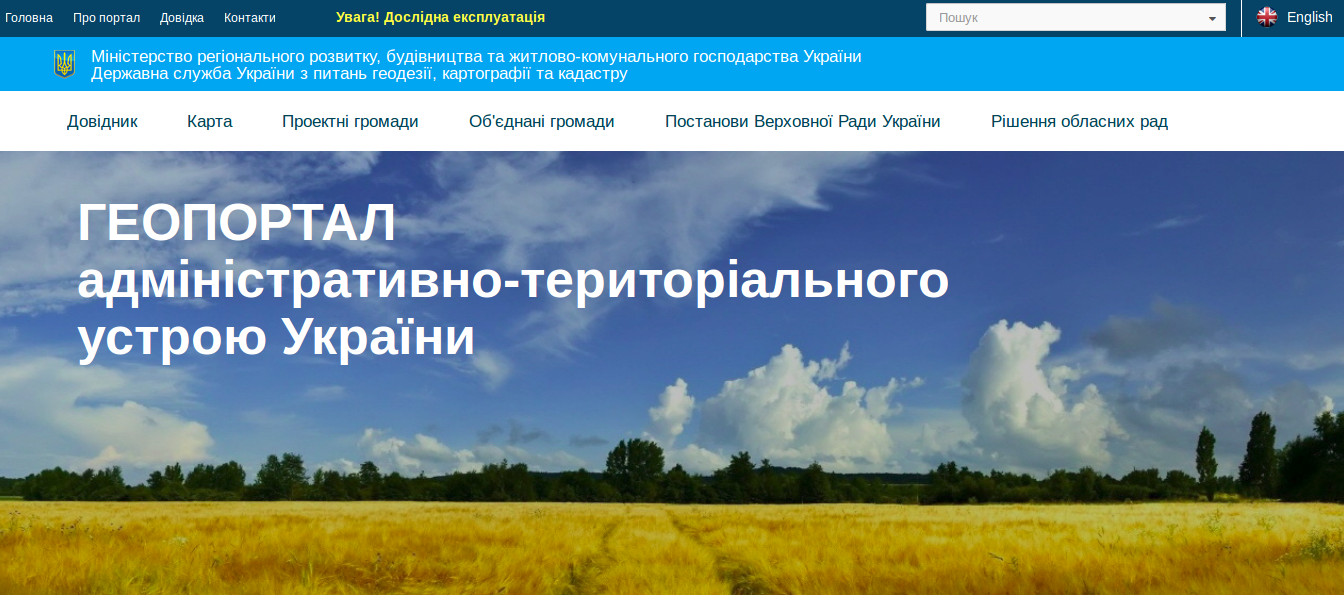 Головна Про портал Довідка Контакти Увага! Дослідна експлуатація Пошук English
Міністерство регіонального розвитку, будівництва та житлово-комунального господарства України
Державна служба України з питань геодезії, картографії та кадастру
Довідник Карта Проектні громади Об'єднані громади Постанови Верховної Ради України Рішення обласних рад
ГЕОПОРТАЛ
адміністративно-територіального
устрою України